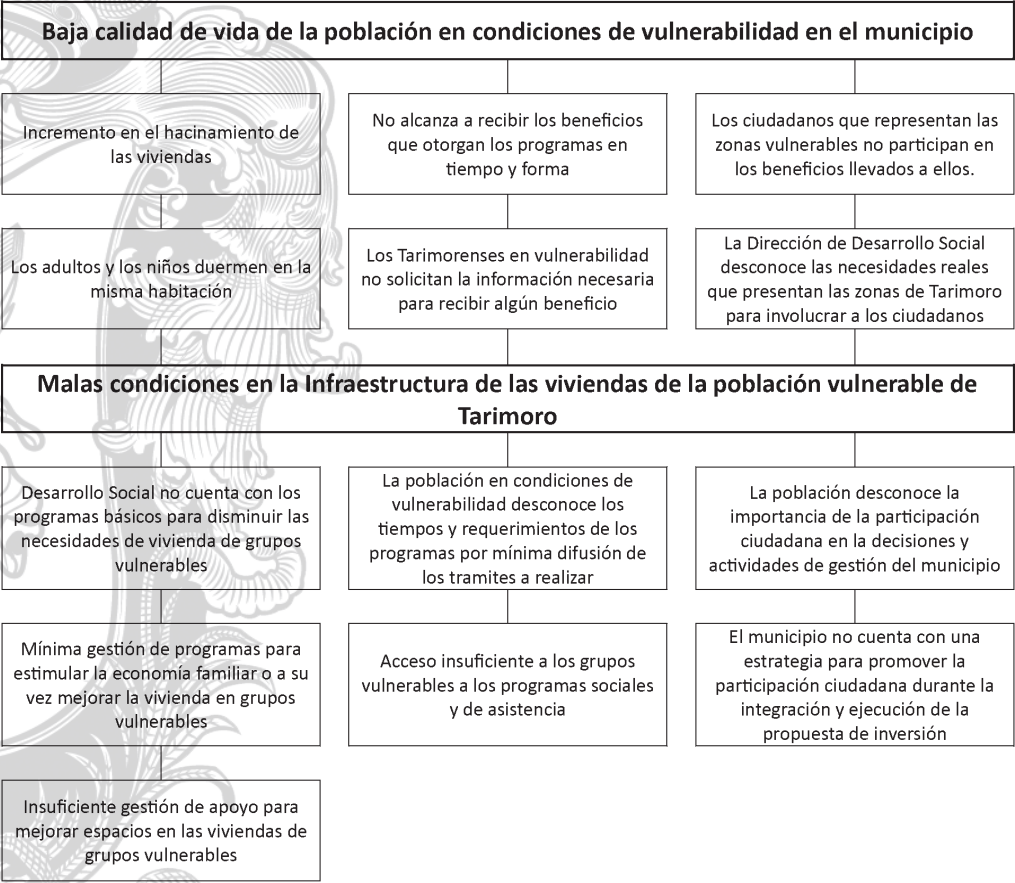 Baja calidad de vida de la población en condiciones de vulnerabilidad en el municipio
Incremento en el hacinamiento de
las viviendas
No alcanza a recibir los beneficios
que otorgan los programas en
tiempo y forma
Los ciudadanos que representan las
zonas vulnerables no participan en
los beneficios llevados a ellos.
Los adultos y los niños duermen en la
misma habitación
Los Tarimorenses en vulnerabilidad
no solicitan la información necesaria
para recibir algún beneficio
La Dirección de Desarrollo Social
desconoce las necesidades reales
que presentan las zonas de Tarimoro
para involucrar a los ciudadanos
Malas condiciones en la Infraestructura de las viviendas de la población vulnerable de
Tarimoro
Desarrollo Social no cuenta con los
programas básicos para disminuir las
necesidades de vivienda de grupos
vulnerables
La población en condiciones de
vulnerabilidad desconoce los
tiempos y requerimientos de los
programas por mínima difusión de
los tramites a realizar
La población desconoce la
importancia de la participación
ciudadana en la decisiones y
actividades de gestión del municipio
Mínima gestión de programas para
estimular la economía familiar o a su
vez mejorar la vivienda en grupos
vulnerables
Acceso insuficiente a los grupos
vulnerables a los programas sociales
y de asistencia
El municipio no cuenta con una
estrategia para promover la
participación ciudadana durante la
integración y ejecución de la
propuesta de inversión
Insuficiente gestión de apoyo para
mejorar espacios en las viviendas de
grupos vulnerables